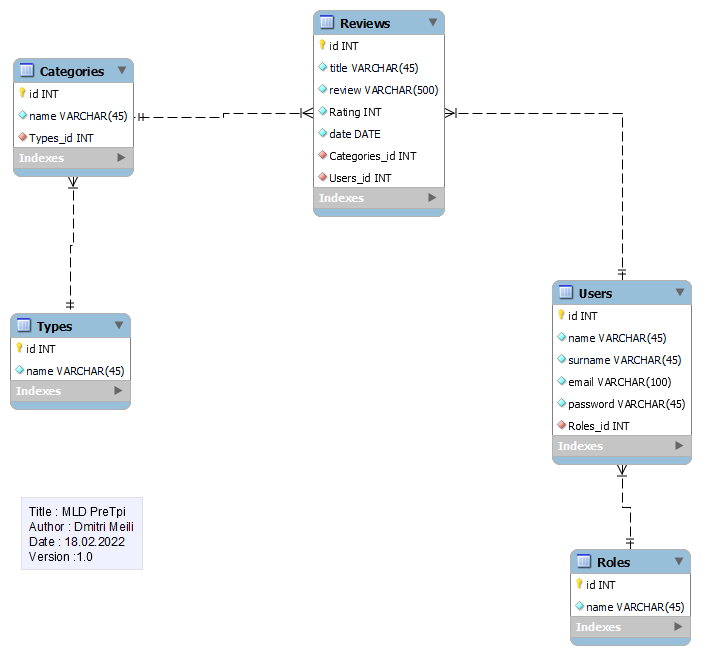 Reviews
id INT
title VARCHAR(45)
review VARCHAR(500)
Rating INT
date DATE
Categories_id INT
Users_id INT
Indexes
Categories
id INT
name VARCHAR(45)
Types_id INT
Indexes
Types
id INT
name VARCHAR(45)
Indexes
Users
id INT
name VARCHAR(45)
surname VARCHAR(45)
email VARCHAR(100)
password VARCHAR(45)
Roles_id INT
Indexes
Roles
id INT
name VARCHAR(45)
Indexes
Title : MLD PreTpi
Author : Dmitri Meili
Date : 18.02.2022
Version :1.0